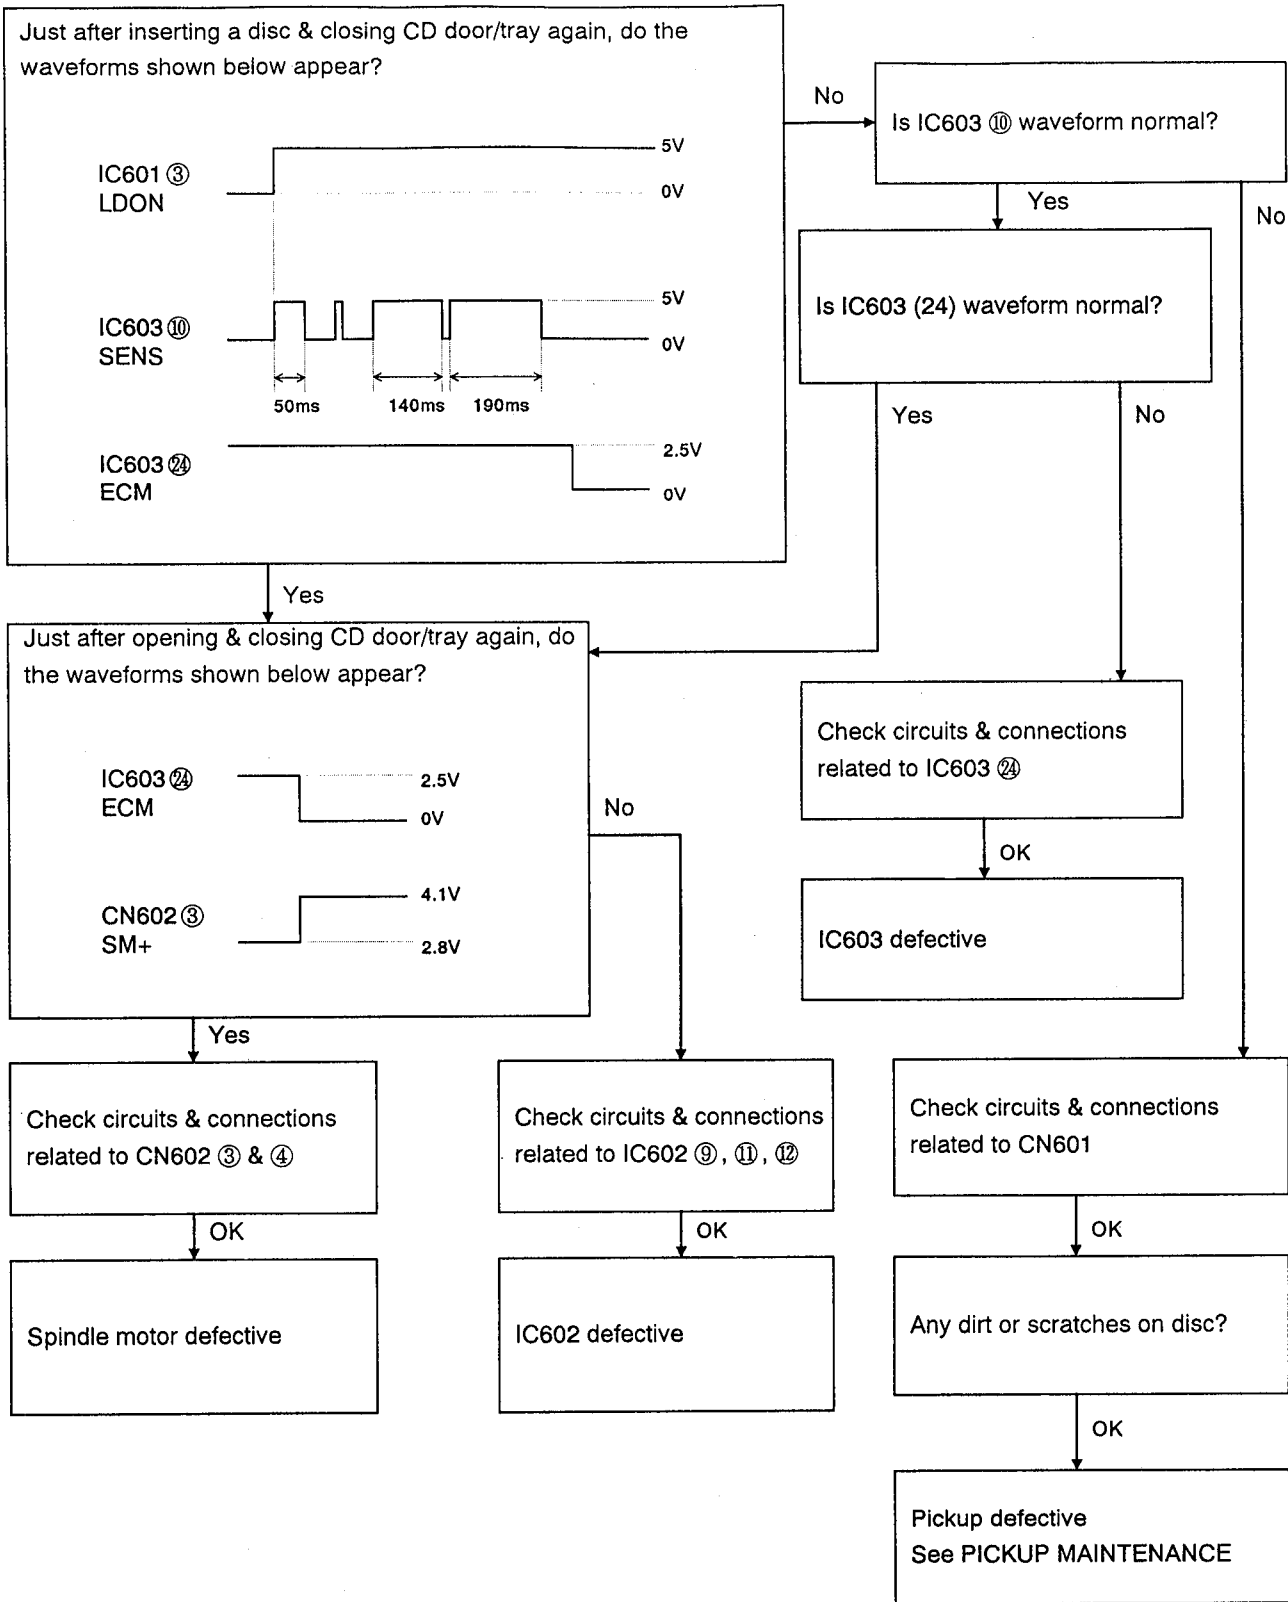 Just after inserting a disc & closing CD door/tray again, do the
waveforms shown below appear?
IC601 ③
LDON
5V
0V
IC603 ⑩
SENS
5V
0V
50ms
140ms
190ms
IC603 ㉔
ECM
2.5V
0V
No
Is IC603 ⑩ waveform normal?
Yes
No
Is IC603 (24) waveform normal?
Yes
No
Yes
Just after opening & closing CD door/tray again, do
the waveforms shown below appear?
IC603 ㉔
ECM
2.5V
0V
CN602 ③
SM+
4.1V
2.8V
No
Check circuits & connections
related to IC603 ㉔
OK
IC603 defective
Yes
Check circuits & connections
related to CN602 ③ & ④
OK
Spindle motor defective
Check circuits & connections
related to IC602 ⑨, ⑪, ⑫
OK
IC602 defective
Check circuits & connections
related to CN601
OK
Any dirt or scratches on disc?
OK
Pickup defective
See PICKUP MAINTENANCE